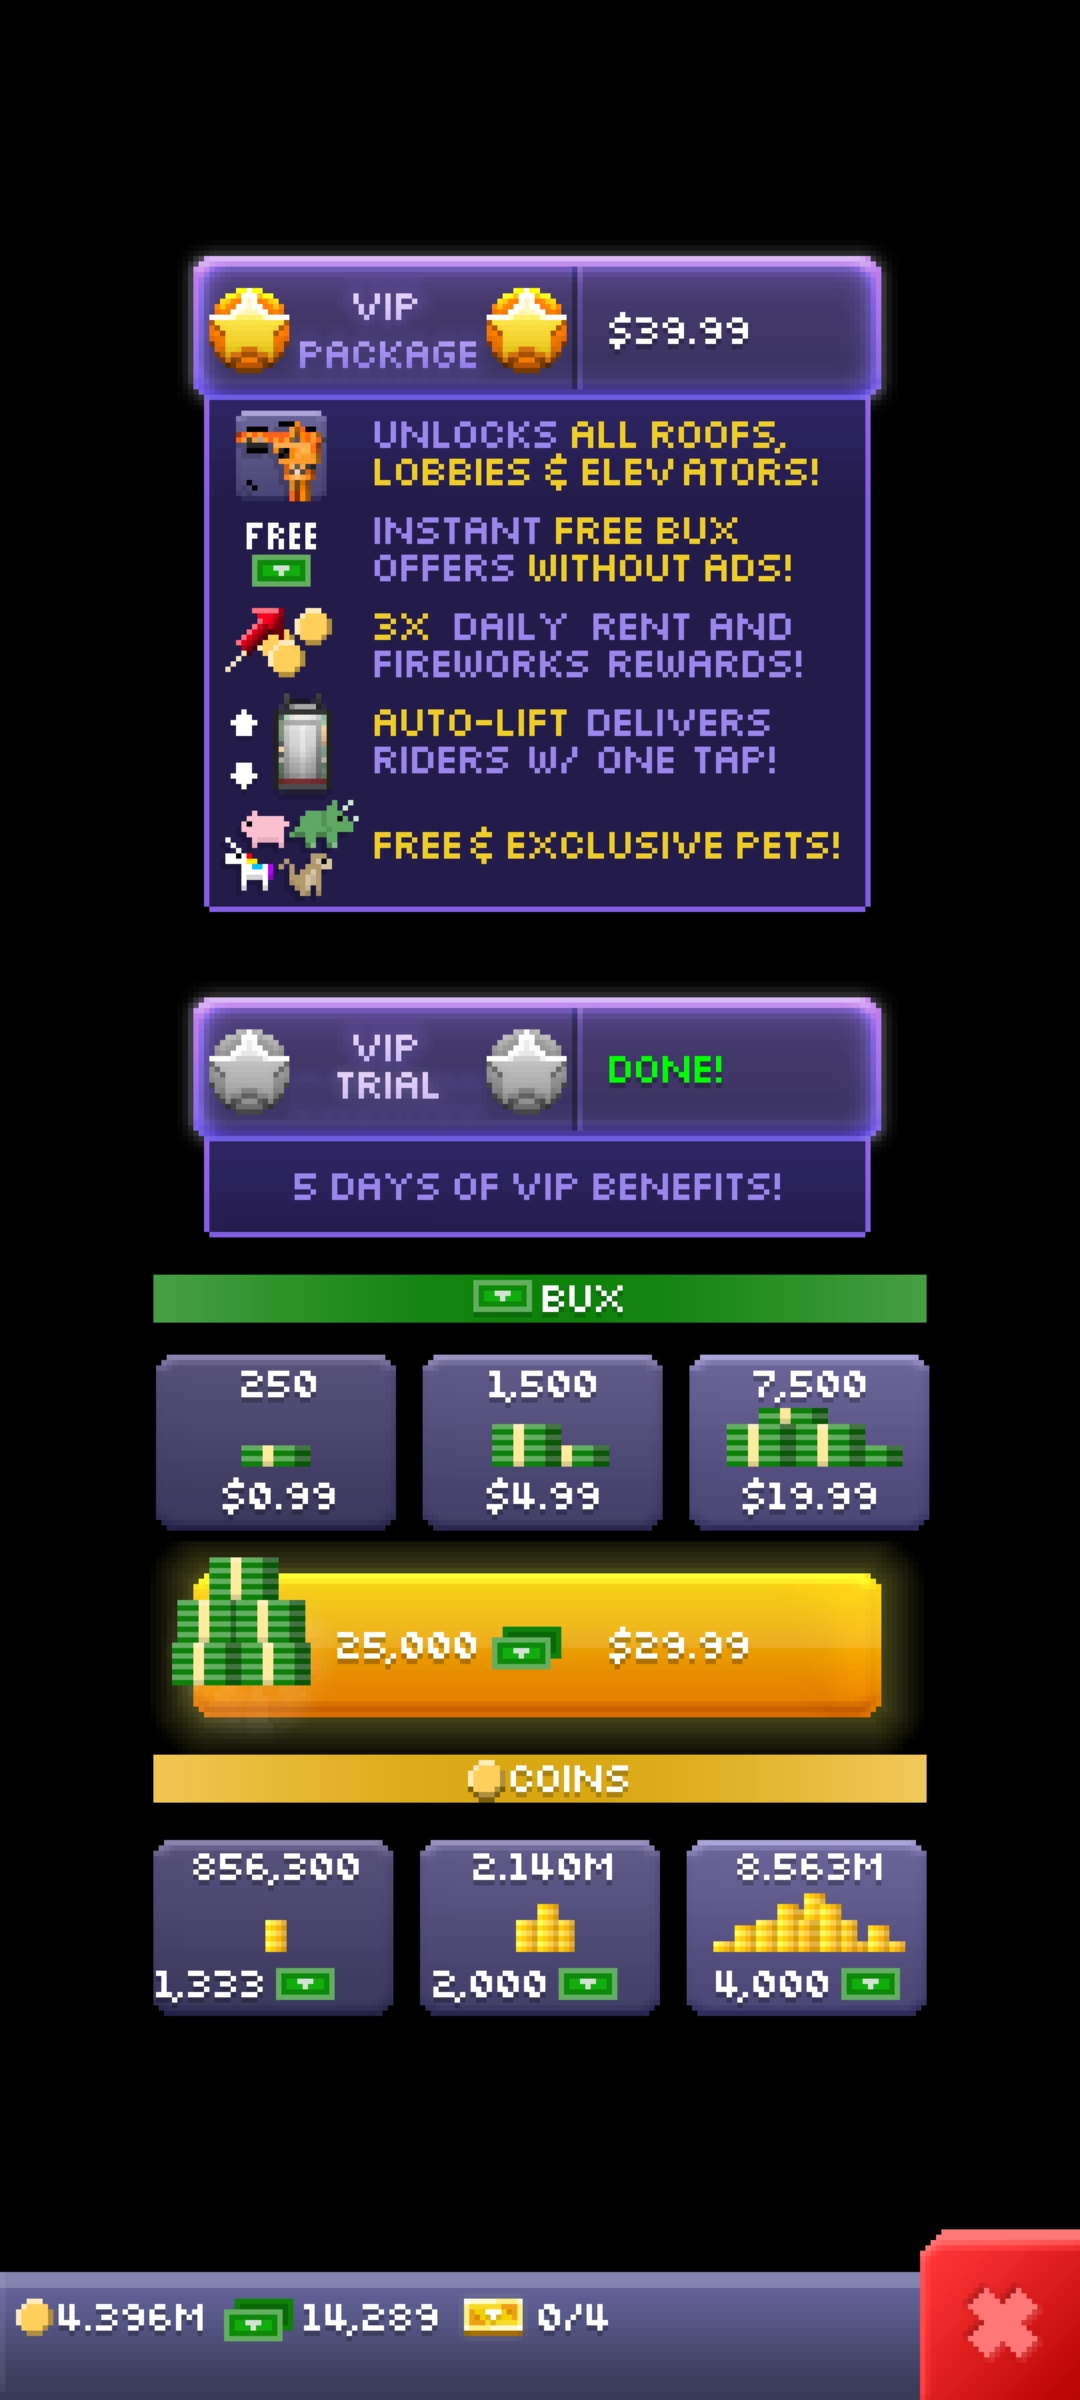 VIP
PACKAGE
$39.99
UNLOCKS ALL ROOFS,
LOBBIES & ELEVATORS!
FREE
INSTANT FREE BUX
OFFERS WITHOUT ADS!
3X DAILY RENT AND
FIREWORKS REWARDS!
AUTO-LIFT DELIVERS
RIDERS W/ ONE TAP!
FREE & EXCLUSIVE PETS!
VIP
TRIAL
DONE!
5 DAYS OF VIP BENEFITS!
BUX
250
$0.99
1,500
$4.99
7,500
$19.99
25,000 $29.99
COINS
856,300
1,333
2.140M
2,000
8.563M
4,000
4.396M 14,289 0/4